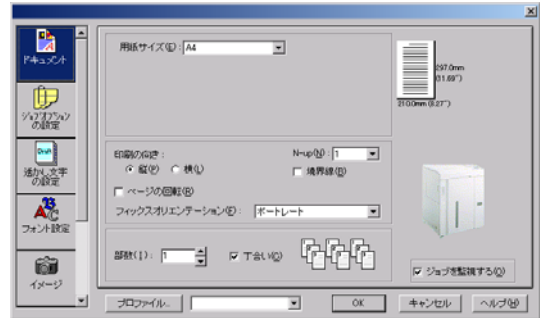 ドキュメント
ジョブオプション
の設定
Draft
透かし文字
の設定
フォント設定
イメージ
用紙サイズ(E): A4
297.0mm
(11.69")
210.0mm (8.27")
印刷の向き:
縦(P) 横(L)
N-up(N): 1
境界線(B)
ページの回転(R)
フィックスオリエンテーション(F): ポートレート
部数(I): 1
丁合い(C)
ジョブを監視する(Q)
プロファイル..
OK
キャンセル
ヘルプ(H)